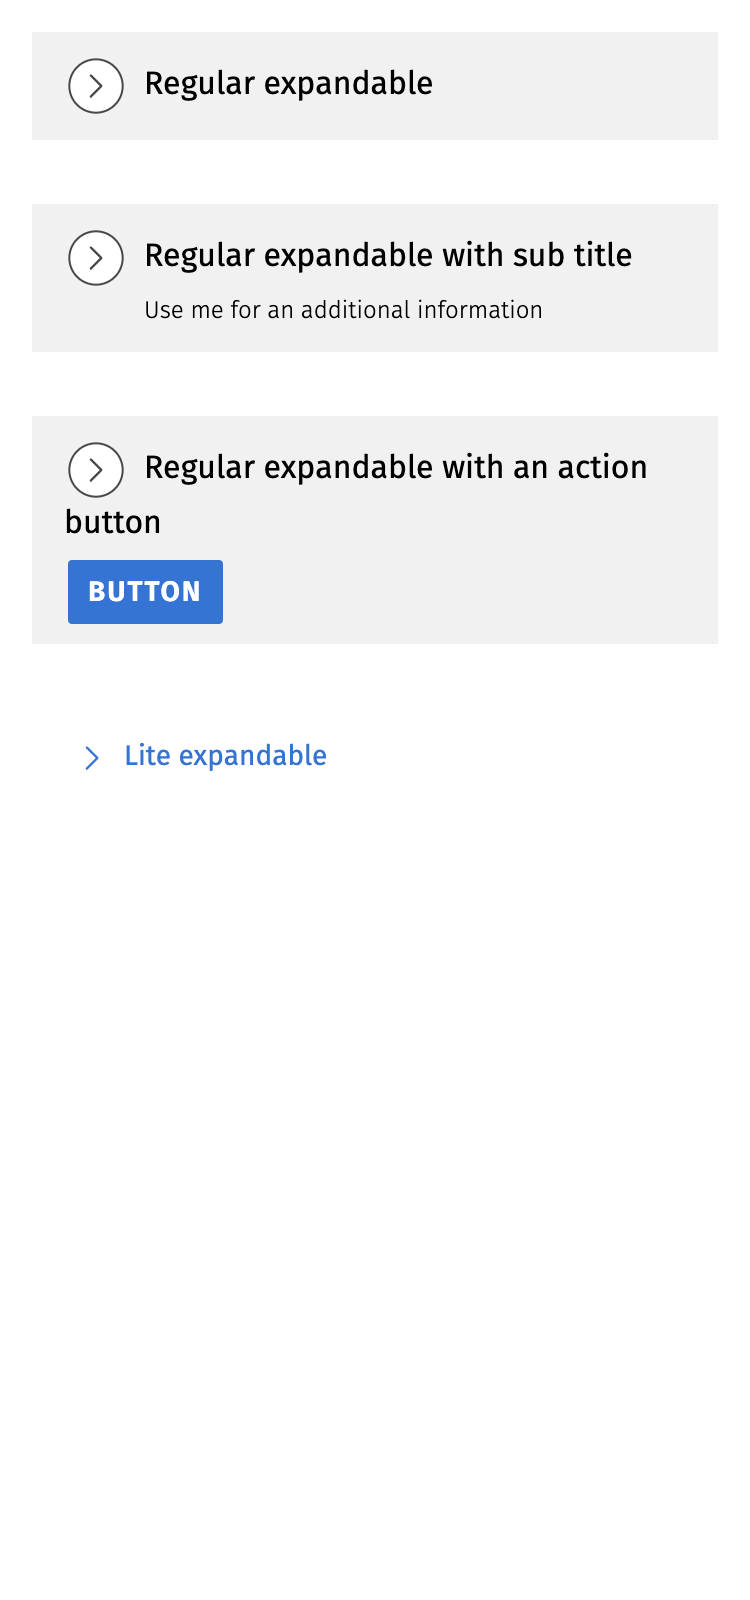 Regular expandable
Regular expandable with sub title
Use me for an additional information
Regular expandable with an action
button
BUTTON
Lite expandable